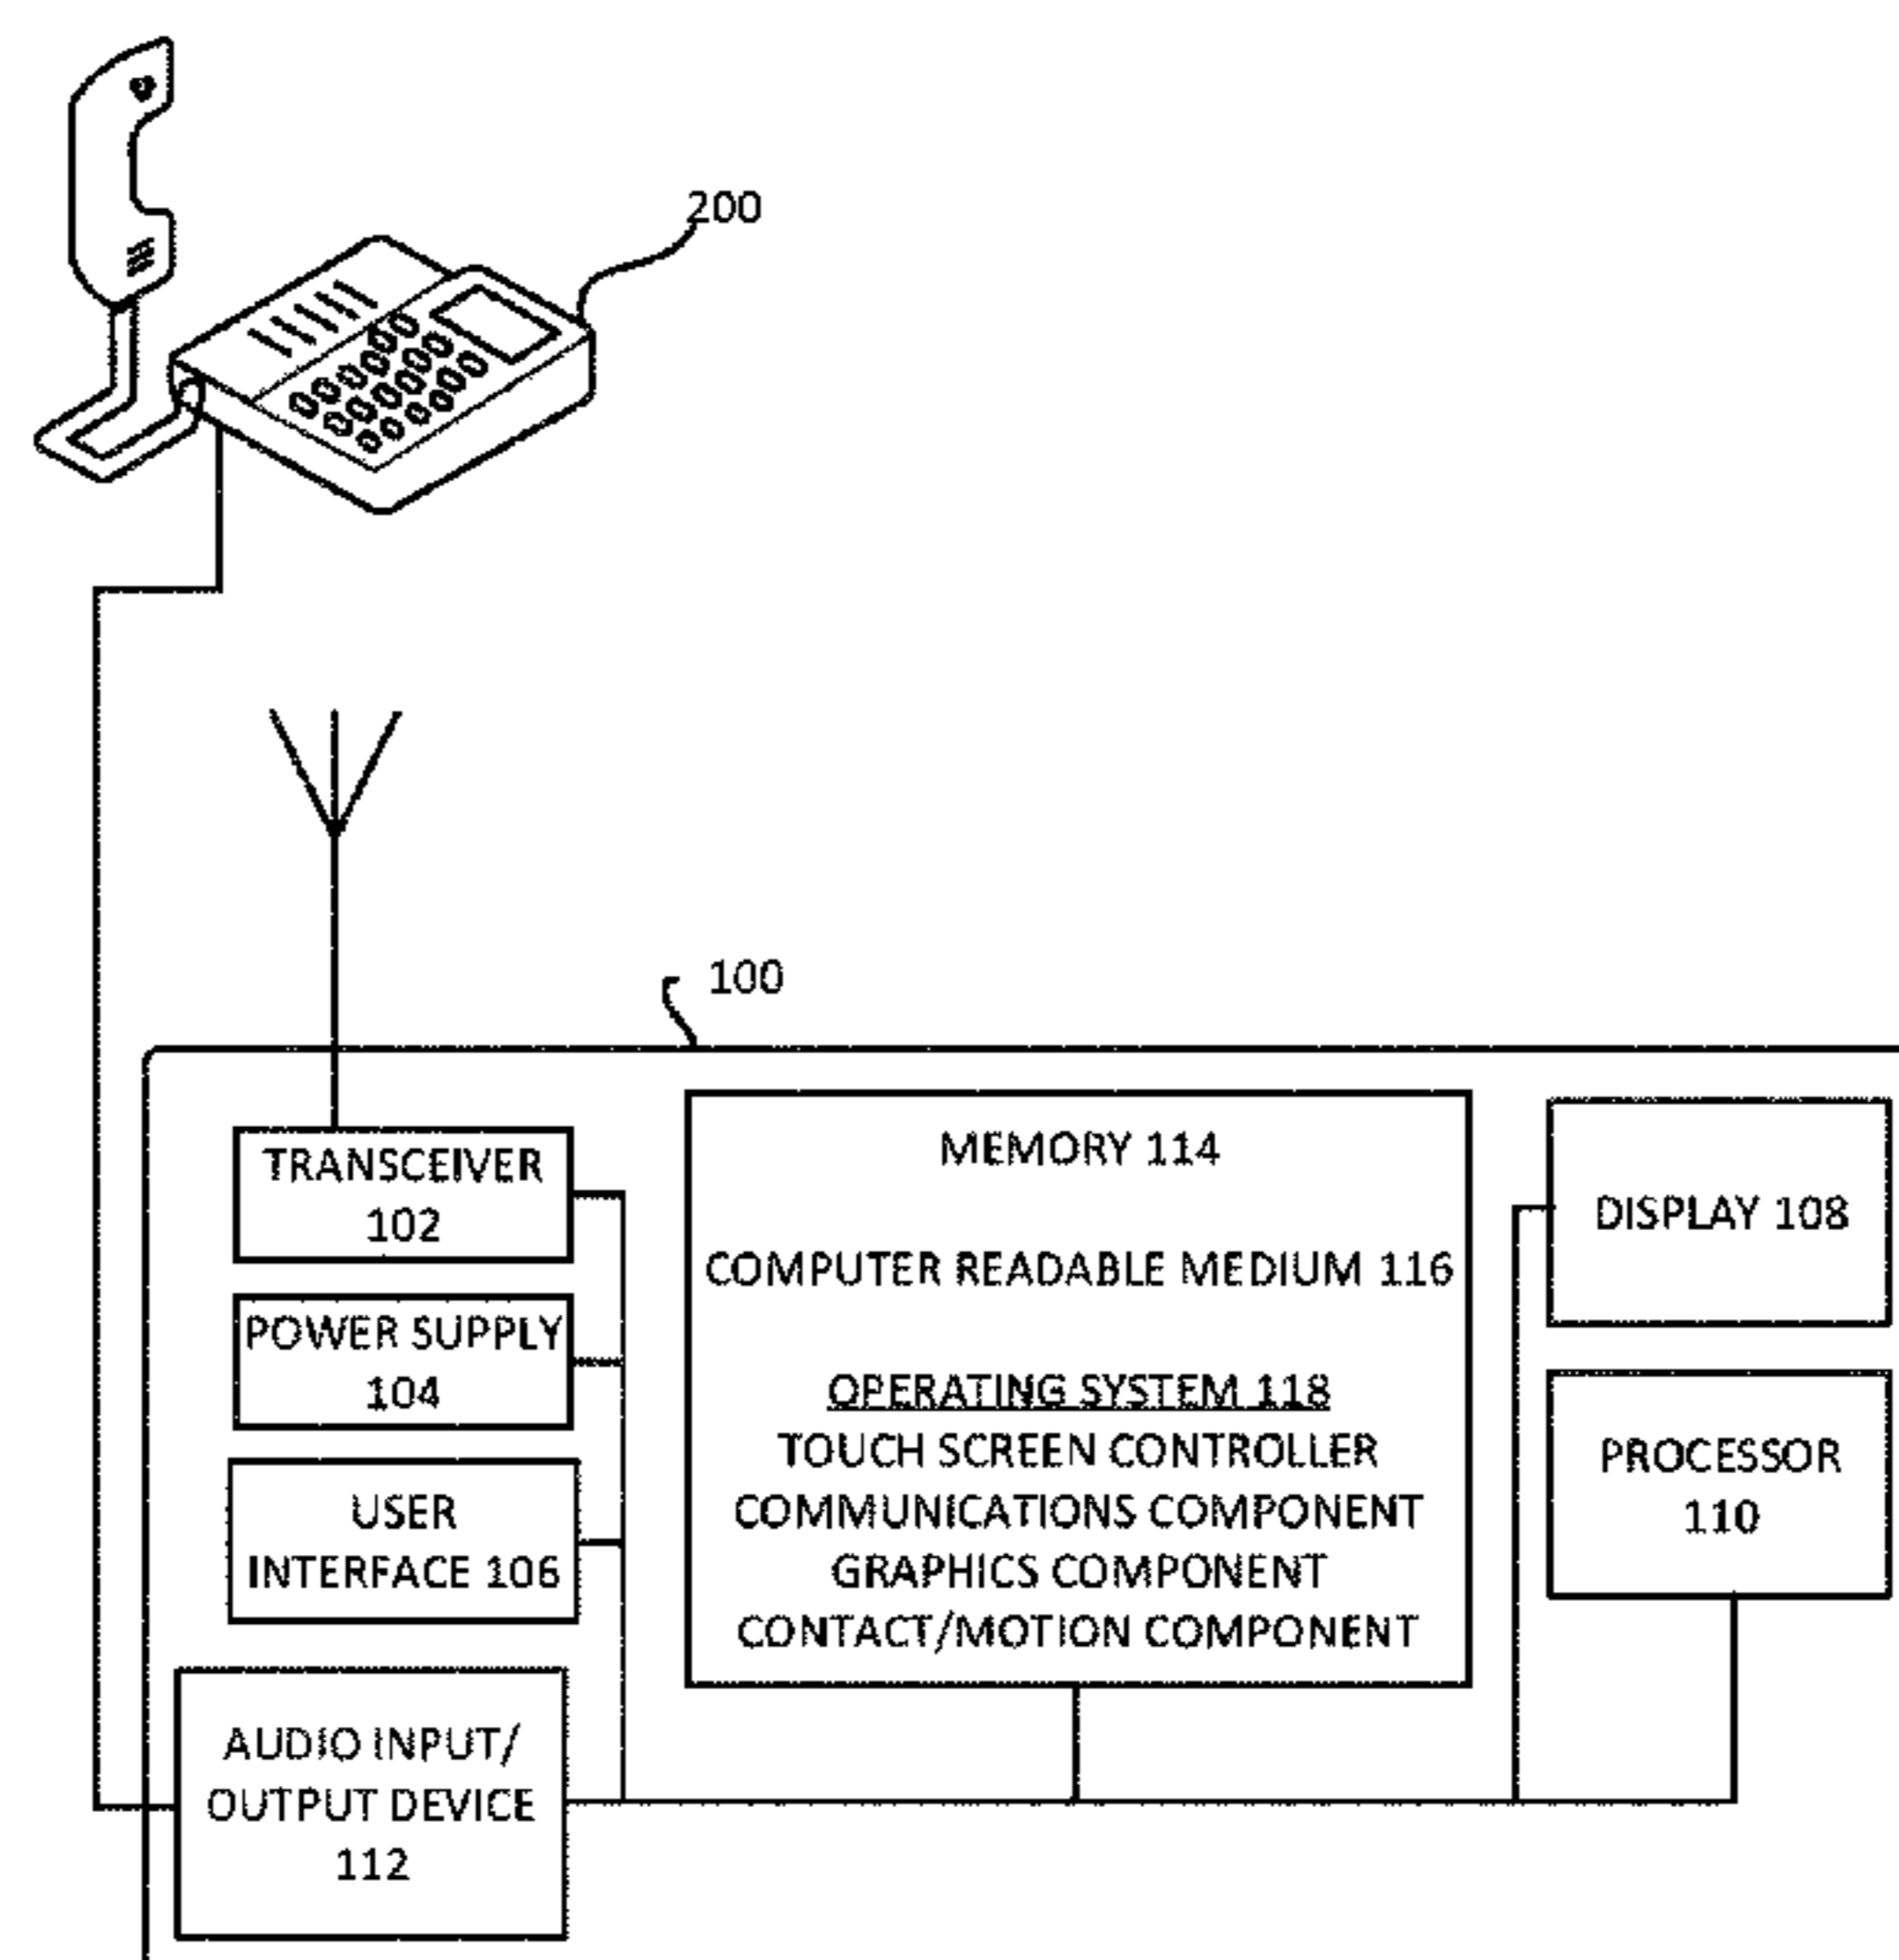 200
100
TRANSCEIVER
102
POWER SUPPLY
104
USER
INTERFACE 106
AUDIO INPUT/
OUTPUT DEVICE
112
MEMORY 114
COMPUTER READABLE MEDIUM 116
OPERATING SYSTEM 118
TOUCH SCREEN CONTROLLER
COMMUNICATIONS COMPONENT
GRAPHICS COMPONENT
CONTACT/MOTION COMPONENT
DISPLAY 108
PROCESSOR
110